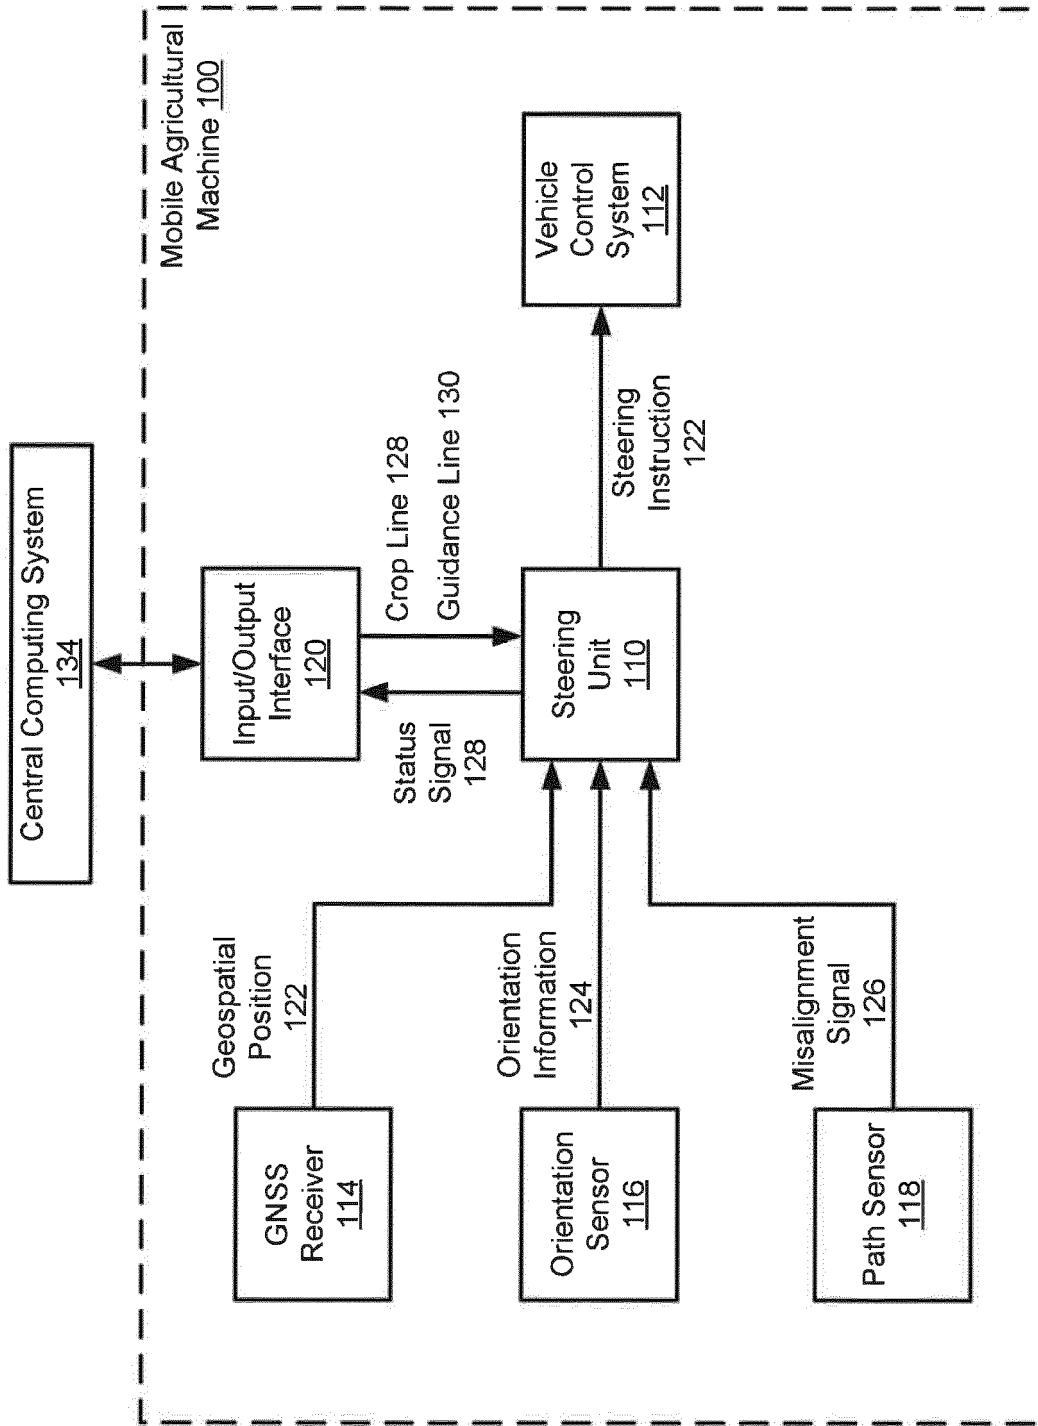 Central Computing System
134
Mobile Agricultural
Machine 100
Input/Output
Interface
120
Status
Signal
128
Crop Line 128
Guidance Line 130
GNSS
Receiver
114
Geospatial
Position
122
Orientation
Sensor
116
Orientation
Information
124
Path Sensor
118
Misalignment
Signal
126
Steering
Unit
110
Steering
Instruction
122
Vehicle
Control
System
112